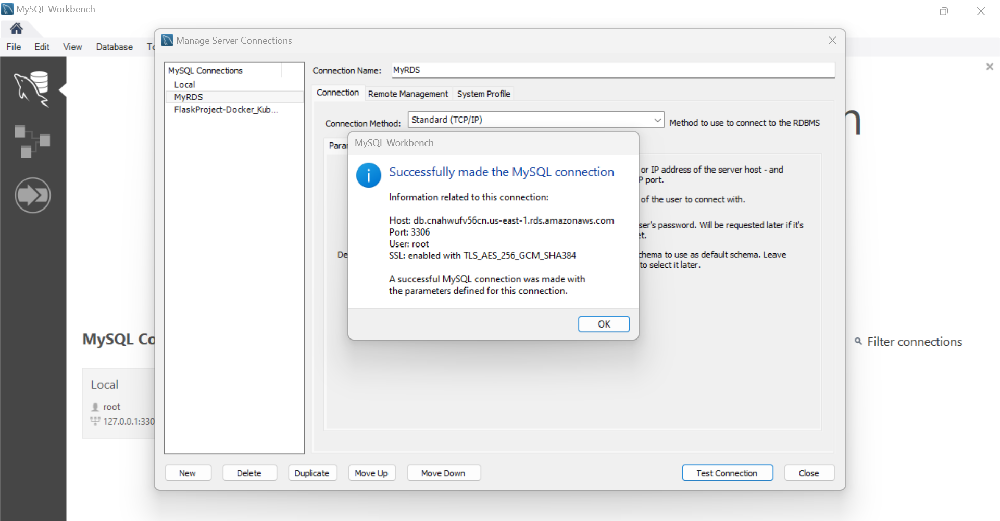 MySQL Workbench
File Edit View Database
Manage Server Connections
MySQL Connections
Local
MyRDS
FlaskProject-Docker_Kub...
Connection Name: MyRDS
Connection Remote Management System Profile
Connection Method: Standard (TCP/IP) Method to use to connect to the RDBMS
MySQL Workbench
Successfully made the MySQL connection
Information related to this connection:
Host: db.cnahwufv56cn.us-east-1.rds.amazonaws.com
Port: 3306
User: root
SSL: enabled with TLS_AES_256_GCM_SHA384
A successful MySQL connection was made with
the parameters defined for this connection.
OK
or IP address of the server host - and
P port.
of the user to connect with.
ser's password. Will be requested later if it's
et.
chema to use as default schema. Leave
to select it later.
MySQL Co
Filter connections
Local
root
127.0.0.1:330
New Delete Duplicate Move Up Move Down Test Connection Close